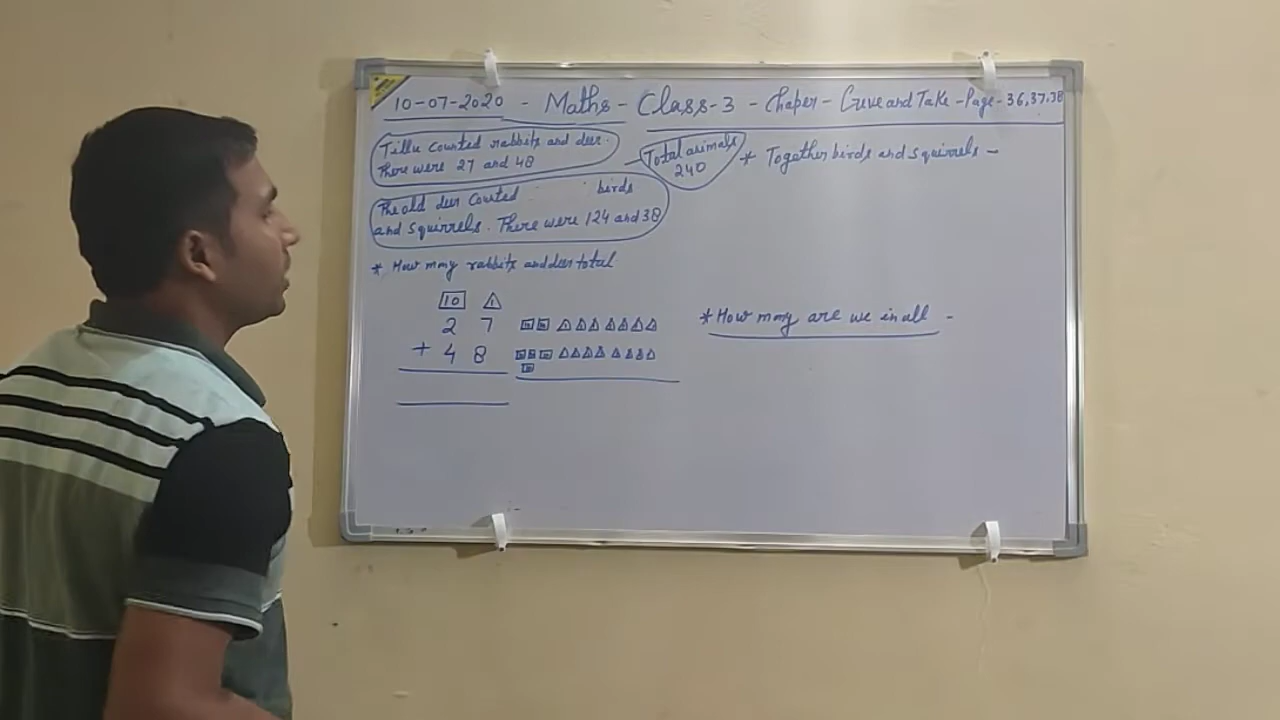 10-07-2020 - Maths - Class-3 - Chaper - Give and Take - Page - 36,37,38
Tillu counted rabbits and deer.
There were 27 and 48
Total animals
240
The old deer counted birds
and squirrels. There were 124 and 38
* How many rabbits and deer total
10 1
2 7
+ 4 8
* Together birds and squirrels -
* How many are we in all -